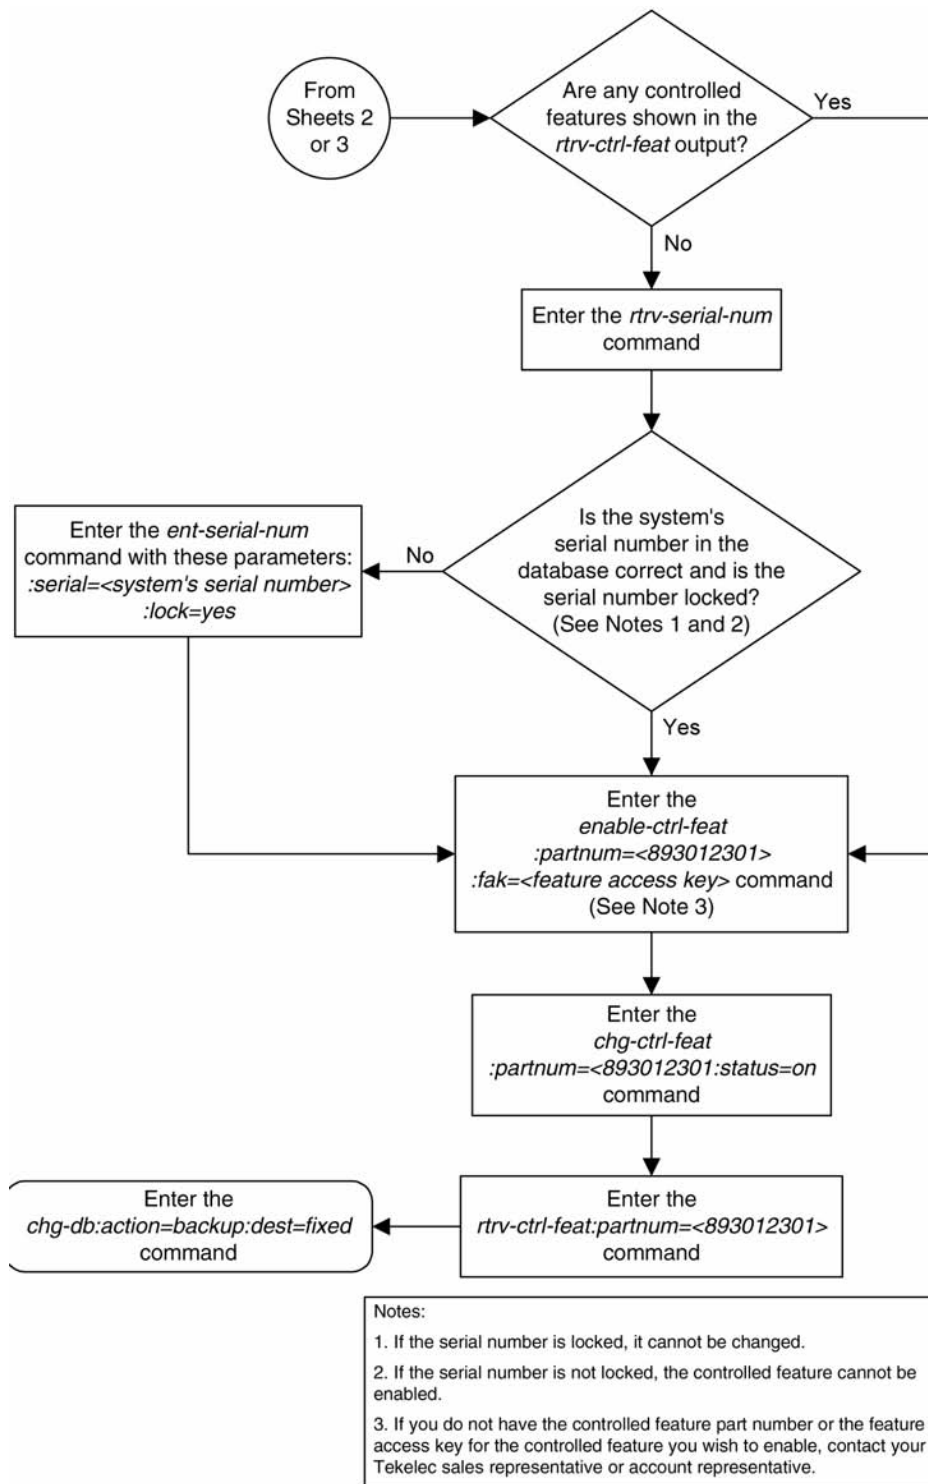 From
Sheets 2
or 3
Are any controlled
features shown in the
rtrv-ctrl-feat output?
Yes
No
Enter the rtrv-serial-num
command
Is the system's
serial number in the
database correct and is the
serial number locked?
(See Notes 1 and 2)
No
Enter the ent-serial-num
command with these parameters:
:serial=<system's serial number>
:lock=yes
Yes
Enter the
enable-ctrl-feat
:partnum=<893012301>
:fak=<feature access key> command
(See Note 3)
Enter the
chg-ctrl-feat
:partnum=<893012301:status=on
command
Enter the
rtrv-ctrl-feat:partnum=<893012301>
command
Enter the
chg-db:action=backup:dest=fixed
command
Notes:
1. If the serial number is locked, it cannot be changed.
2. If the serial number is not locked, the controlled feature cannot be
enabled.
3. If you do not have the controlled feature part number or the feature
access key for the controlled feature you wish to enable, contact your
Tekelec sales representative or account representative.